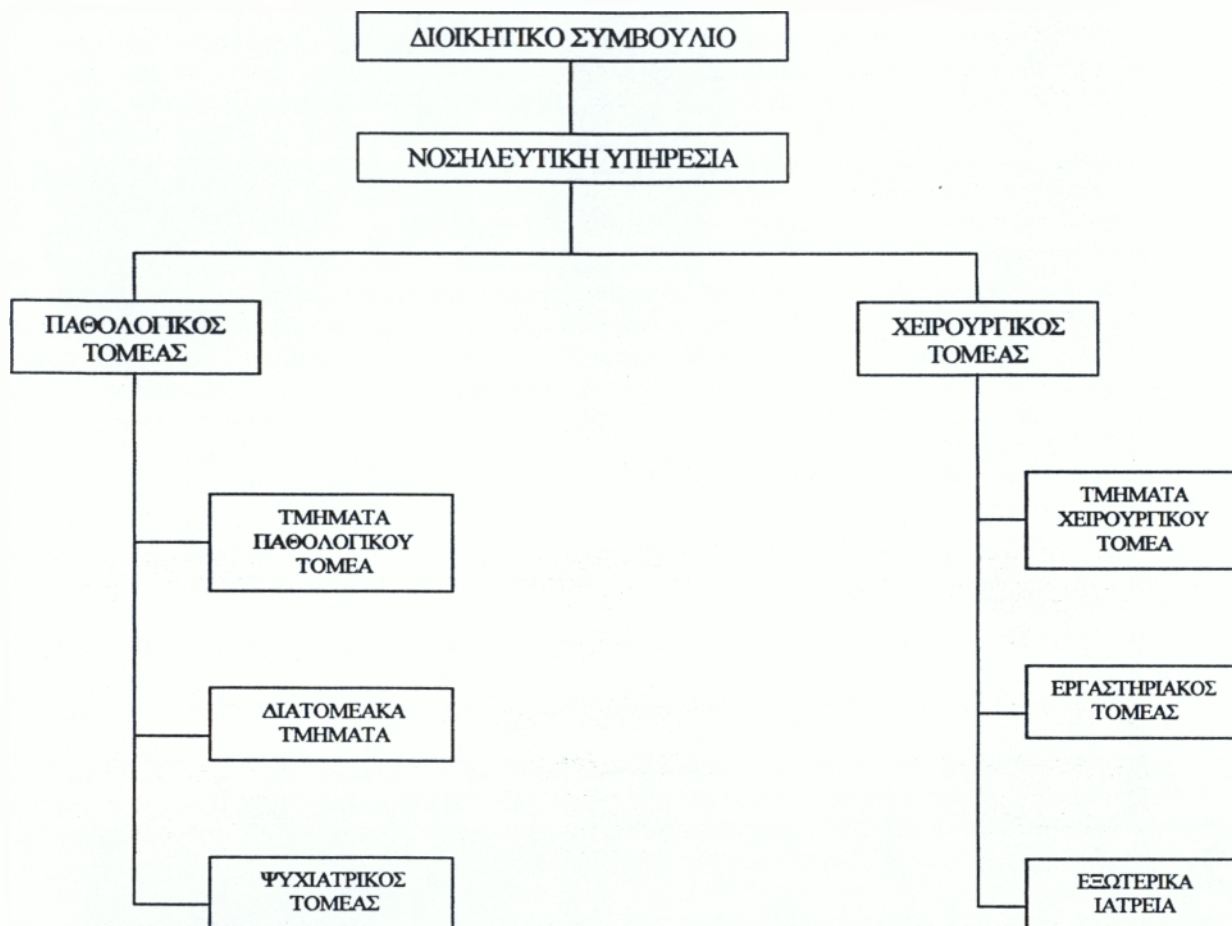 ΔΙΟΙΚΗΤΙΚΟ ΣΥΜΒΟΥΛΙΟ
ΝΟΣΗΛΕΥΤΙΚΗ ΥΠΗΡΕΣΙΑ
ΠΑΘΟΛΟΓΙΚΟΣ
ΤΟΜΕΑΣ
ΧΕΙΡΟΥΡΓΙΚΟΣ
ΤΟΜΕΑΣ
ΤΜΗΜΑΤΑ
ΠΑΘΟΛΟΓΙΚΟΥ
ΤΟΜΕΑ
ΔΙΑΤΟΜΕΑΚΑ
ΤΜΗΜΑΤΑ
ΨΥΧΙΑΤΡΙΚΟΣ
ΤΟΜΕΑΣ
ΤΜΗΜΑΤΑ
ΧΕΙΡΟΥΡΓΙΚΟΥ
ΤΟΜΕΑ
ΕΡΓΑΣΤΗΡΙΑΚΟΣ
ΤΟΜΕΑΣ
ΕΞΩΤΕΡΙΚΑ
ΙΑΤΡΕΙΑ